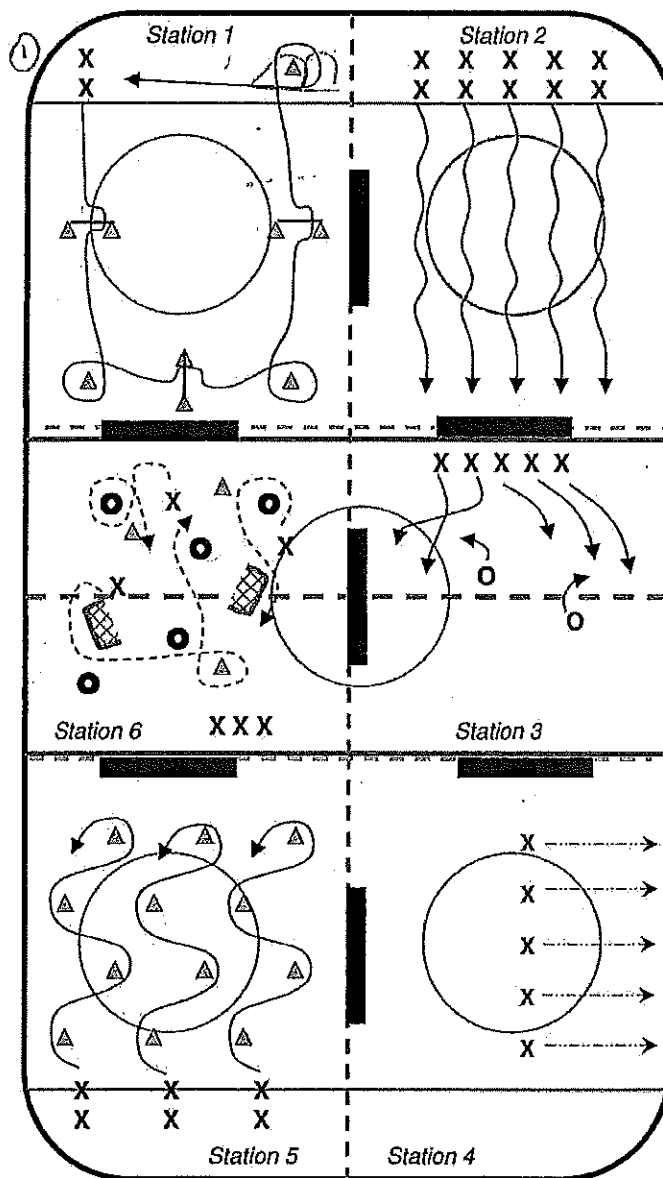 1
Station 1
Station 2
X X X X X X
X X X X X X
X X X X X
X
X
X
O
O
Station 6
X X X
Station 3
X
X
X
X
X
X X X
X X X
Station 5
Station 4